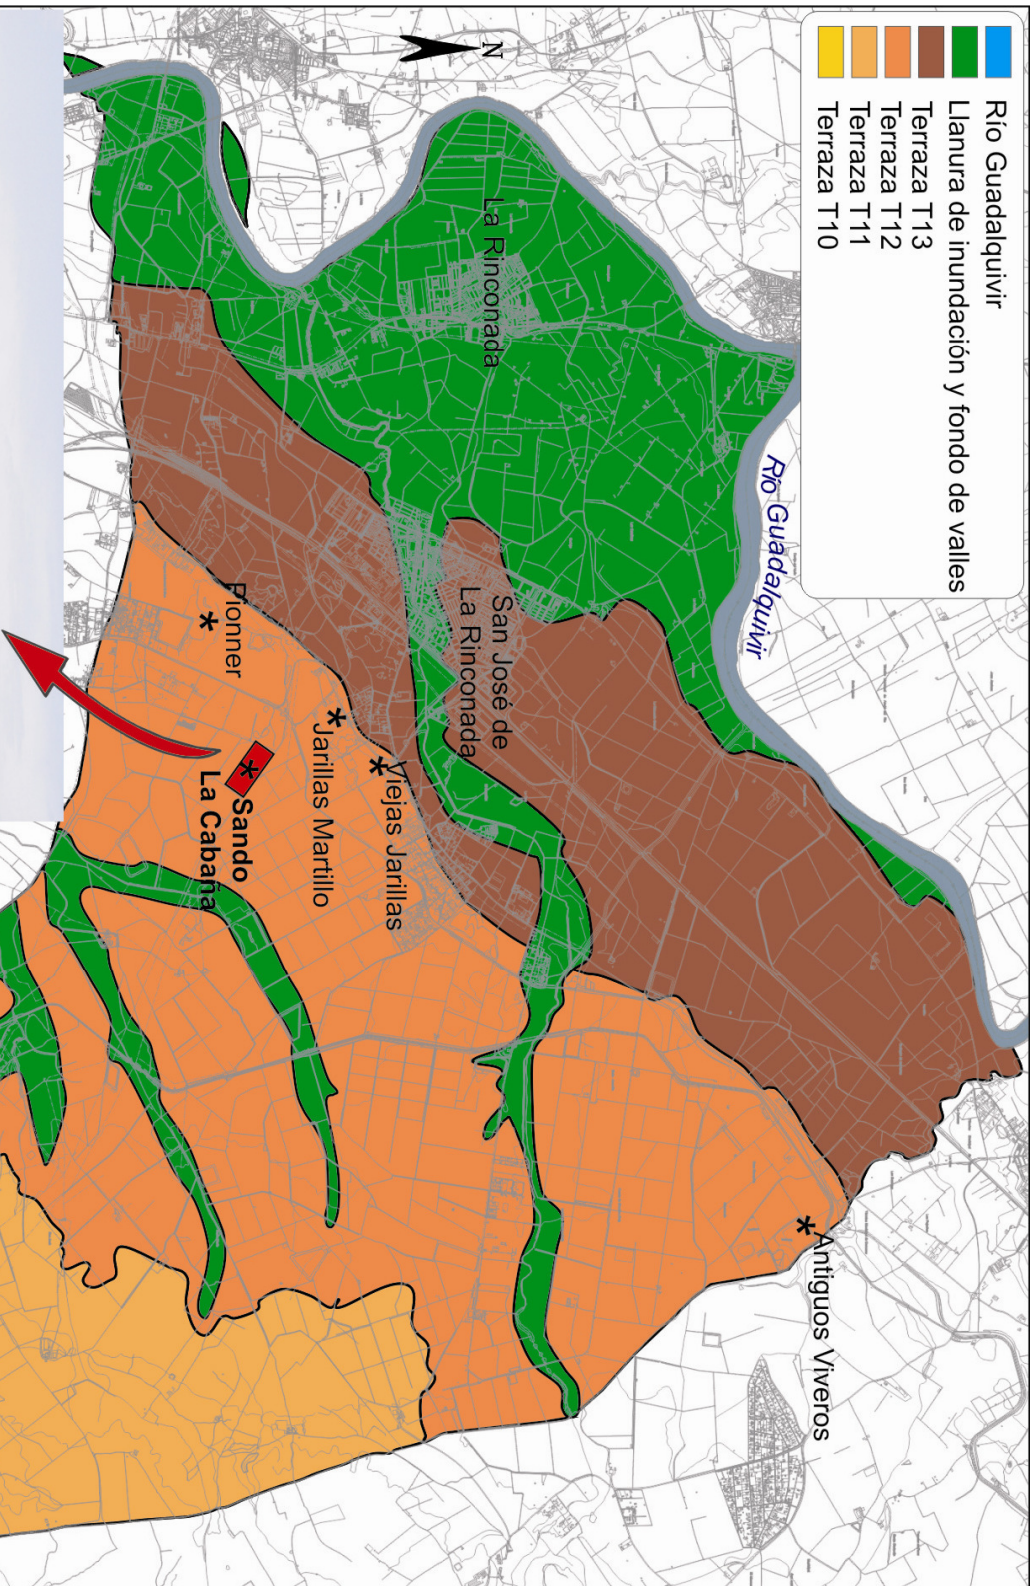 Río Guadalquivir
Llanura de inundación y fondo de valles
Terraza T13
Terraza T12
Terraza T11
Terraza T10
N
Río Guadalquivir
La Rinconada
San José de
La Rinconada
Antiguos Viveros
Viejas Jarillas
Jarillas Martillo
Pionner
Sando
La Cabaña